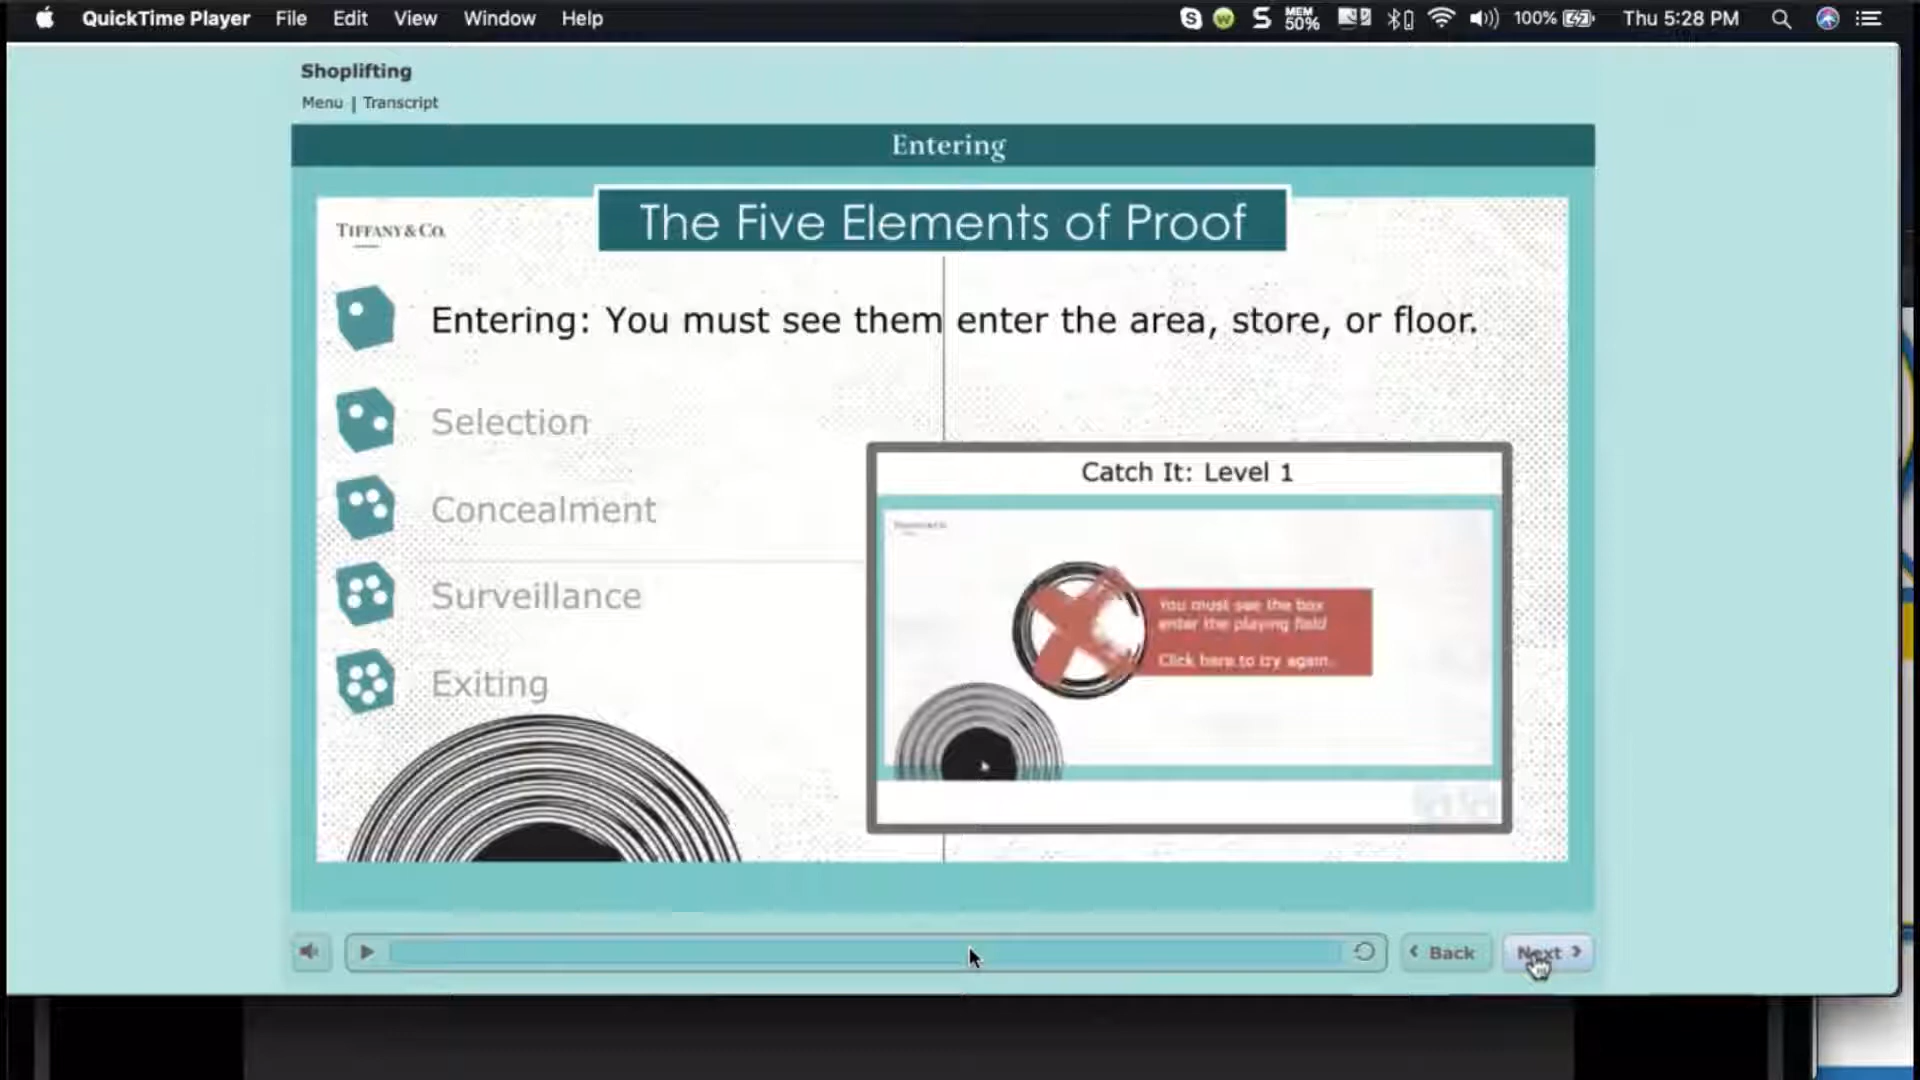 QuickTime Player File Edit View Window Help MEM 50% 100% Thu 5:28 PM
Shoplifting
Menu | Transcript
Entering
TIFFANY & CO.
The Five Elements of Proof
Entering: You must see them enter the area, store, or floor.
Selection
Concealment
Surveillance
Exiting
Catch It: Level 1
You must see the box
enter the playing field
Click here to try again.
Back Next